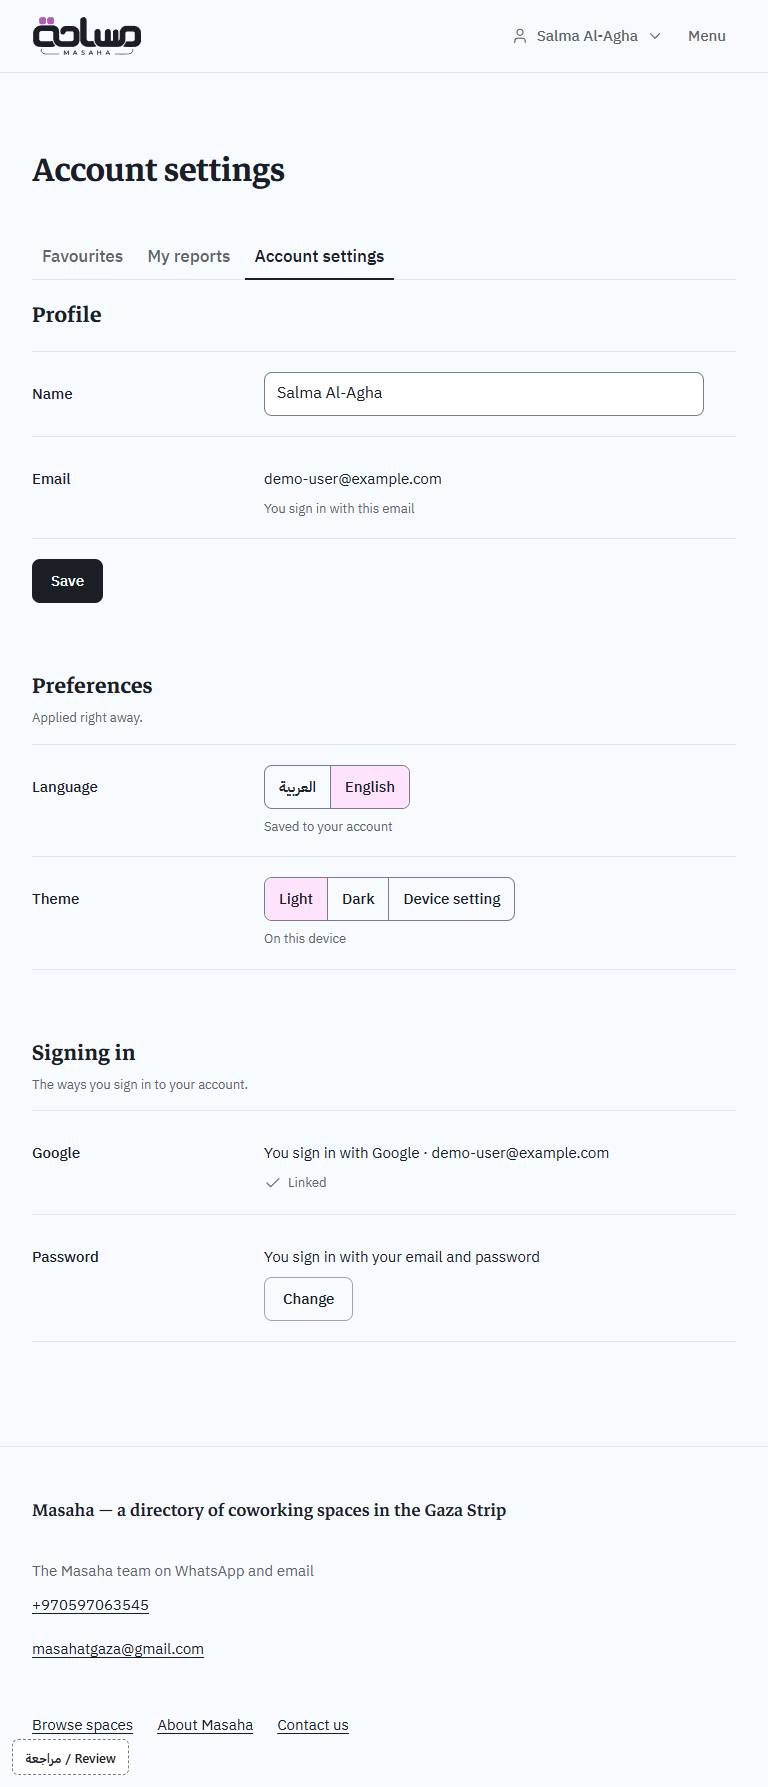 مساحة
MASAHA
Salma Al-Agha
Menu
Account settings
Favourites
My reports
Account settings
Profile
Name
Salma Al-Agha
Email
demo-user@example.com
You sign in with this email
Save
Preferences
Applied right away.
Language
العربية
English
Saved to your account
Theme
Light
Dark
Device setting
On this device
Signing in
The ways you sign in to your account.
Google
You sign in with Google · demo-user@example.com
Linked
Password
You sign in with your email and password
Change
Masaha — a directory of coworking spaces in the Gaza Strip
The Masaha team on WhatsApp and email
+970597063545
masahatgaza@gmail.com
Browse spaces
About Masaha
Contact us
مراجعة / Review